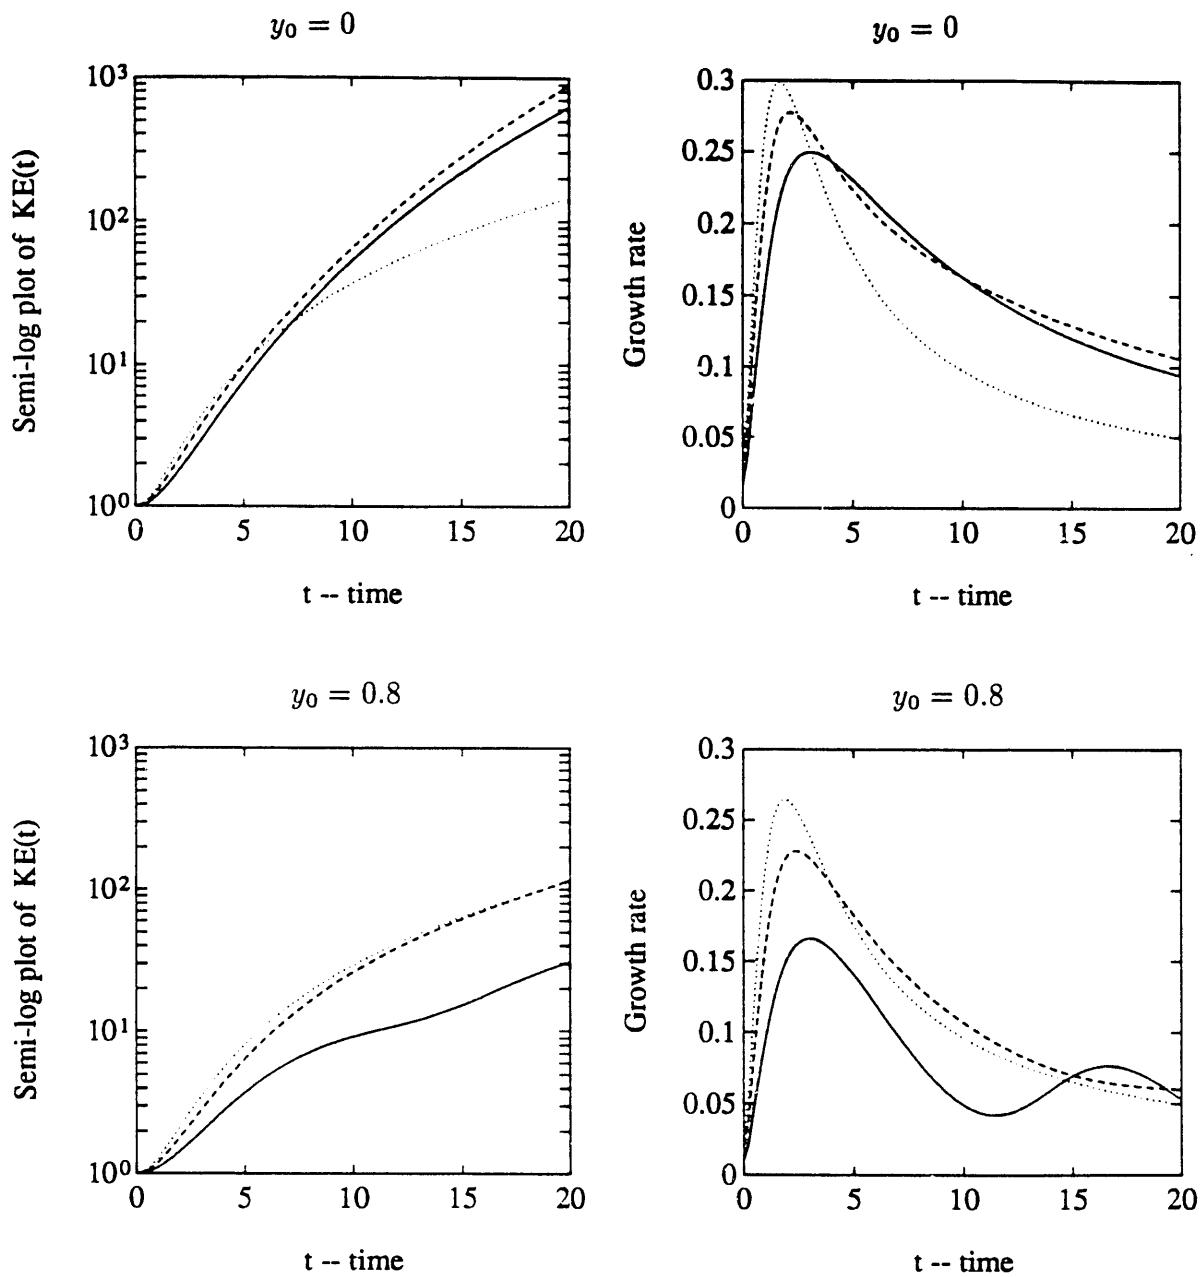 y₀ = 0
10³
10²
10¹
10⁰
Semi-log plot of KE(t)
0 5 10 15 20
t -- time
y₀ = 0
0.3
0.25
0.2
0.15
0.1
0.05
0
Growth rate
0 5 10 15 20
t -- time
y₀ = 0.8
10³
10²
10¹
10⁰
Semi-log plot of KE(t)
0 5 10 15 20
t -- time
y₀ = 0.8
0.3
0.25
0.2
0.15
0.1
0.05
0
Growth rate
0 5 10 15 20
t -- time